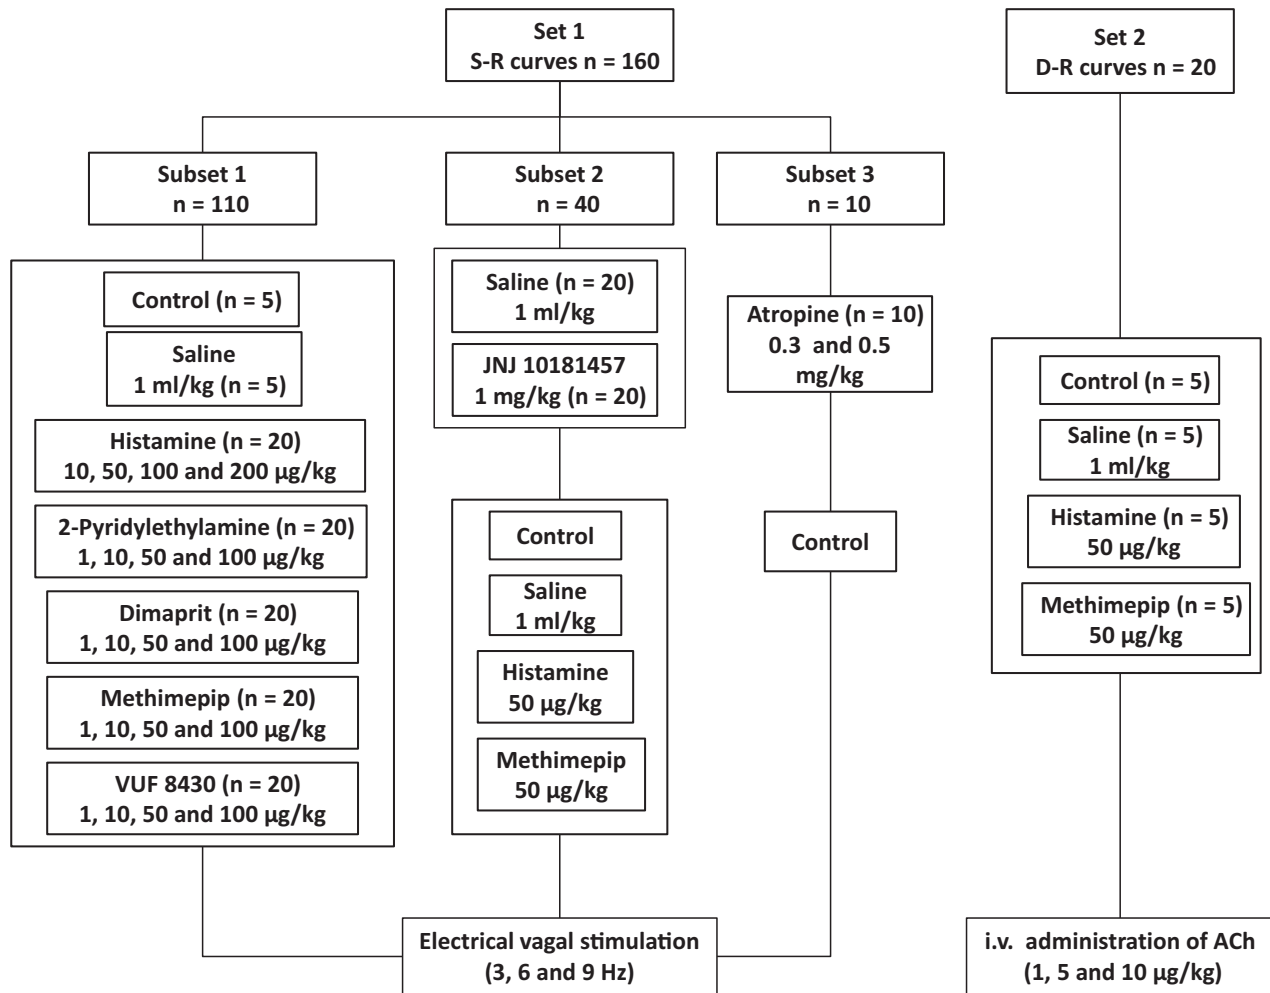 Set 1
S-R curves n = 160
Set 2
D-R curves n = 20
Subset 1
n = 110
Subset 2
n = 40
Subset 3
n = 10
Control (n = 5)
Saline
1 ml/kg (n = 5)
Histamine (n = 20)
10, 50, 100 and 200 µg/kg
2-Pyridylethylamine (n = 20)
1, 10, 50 and 100 µg/kg
Dimaprit (n = 20)
1, 10, 50 and 100 µg/kg
Methimepip (n = 20)
1, 10, 50 and 100 µg/kg
VUF 8430 (n = 20)
1, 10, 50 and 100 µg/kg
Saline (n = 20)
1 ml/kg
JNJ 10181457
1 mg/kg (n = 20)
Control
Saline
1 ml/kg
Histamine
50 µg/kg
Methimepip
50 µg/kg
Atropine (n = 10)
0.3 and 0.5
mg/kg
Control
Control (n = 5)
Saline (n = 5)
1 ml/kg
Histamine (n = 5)
50 µg/kg
Methimepip (n = 5)
50 µg/kg
Electrical vagal stimulation
(3, 6 and 9 Hz)
i.v. administration of ACh
(1, 5 and 10 µg/kg)